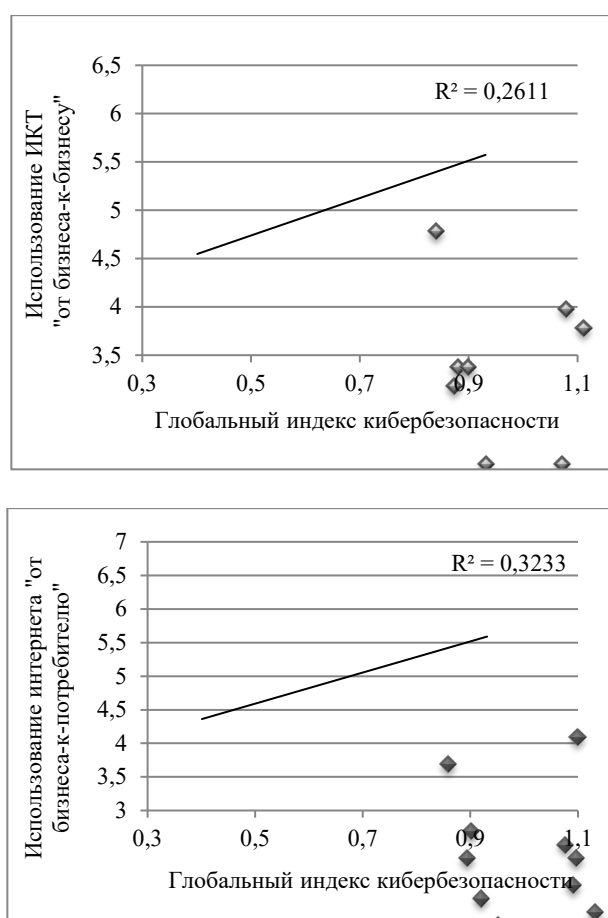 6,5
R² = 0,2611
6
5,5
5
4,5
4
3,5
0,3 0,5 0,7 0,9 1,1
Использование ИКТ
"от бизнеса-к-бизнесу"
Глобальный индекс кибербезопасности
7
R² = 0,3233
6,5
6
5,5
5
4,5
4
3,5
3
0,3 0,5 0,7 0,9 1,1
Использование интернета "от
бизнеса-к-потребителю"
Глобальный индекс кибербезопасности